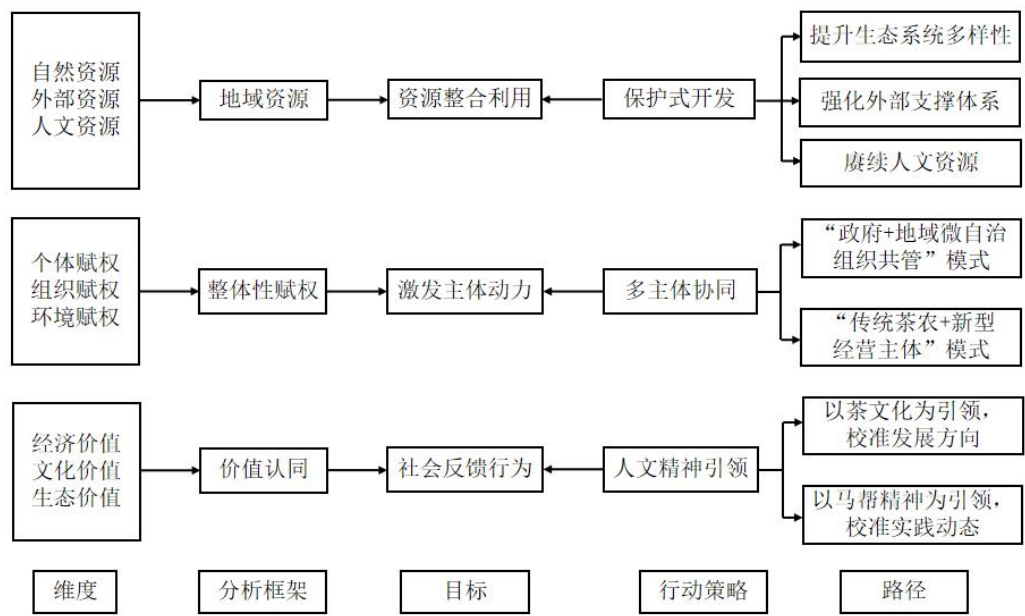 自然资源
外部资源
人文资源
地域资源
资源整合利用
保护式开发
提升生态系统多样性
强化外部支撑体系
赓续人文资源
个体赋权
组织赋权
环境赋权
整体性赋权
激发主体动力
多主体协同
“政府+地域微自治
组织共管”模式
“传统茶农+新型
经营主体”模式
经济价值
文化价值
生态价值
价值认同
社会反馈行为
人文精神引领
以茶文化为引领，
校准发展方向
以马帮精神为引领，
校准实践动态
维度
分析框架
目标
行动策略
路径